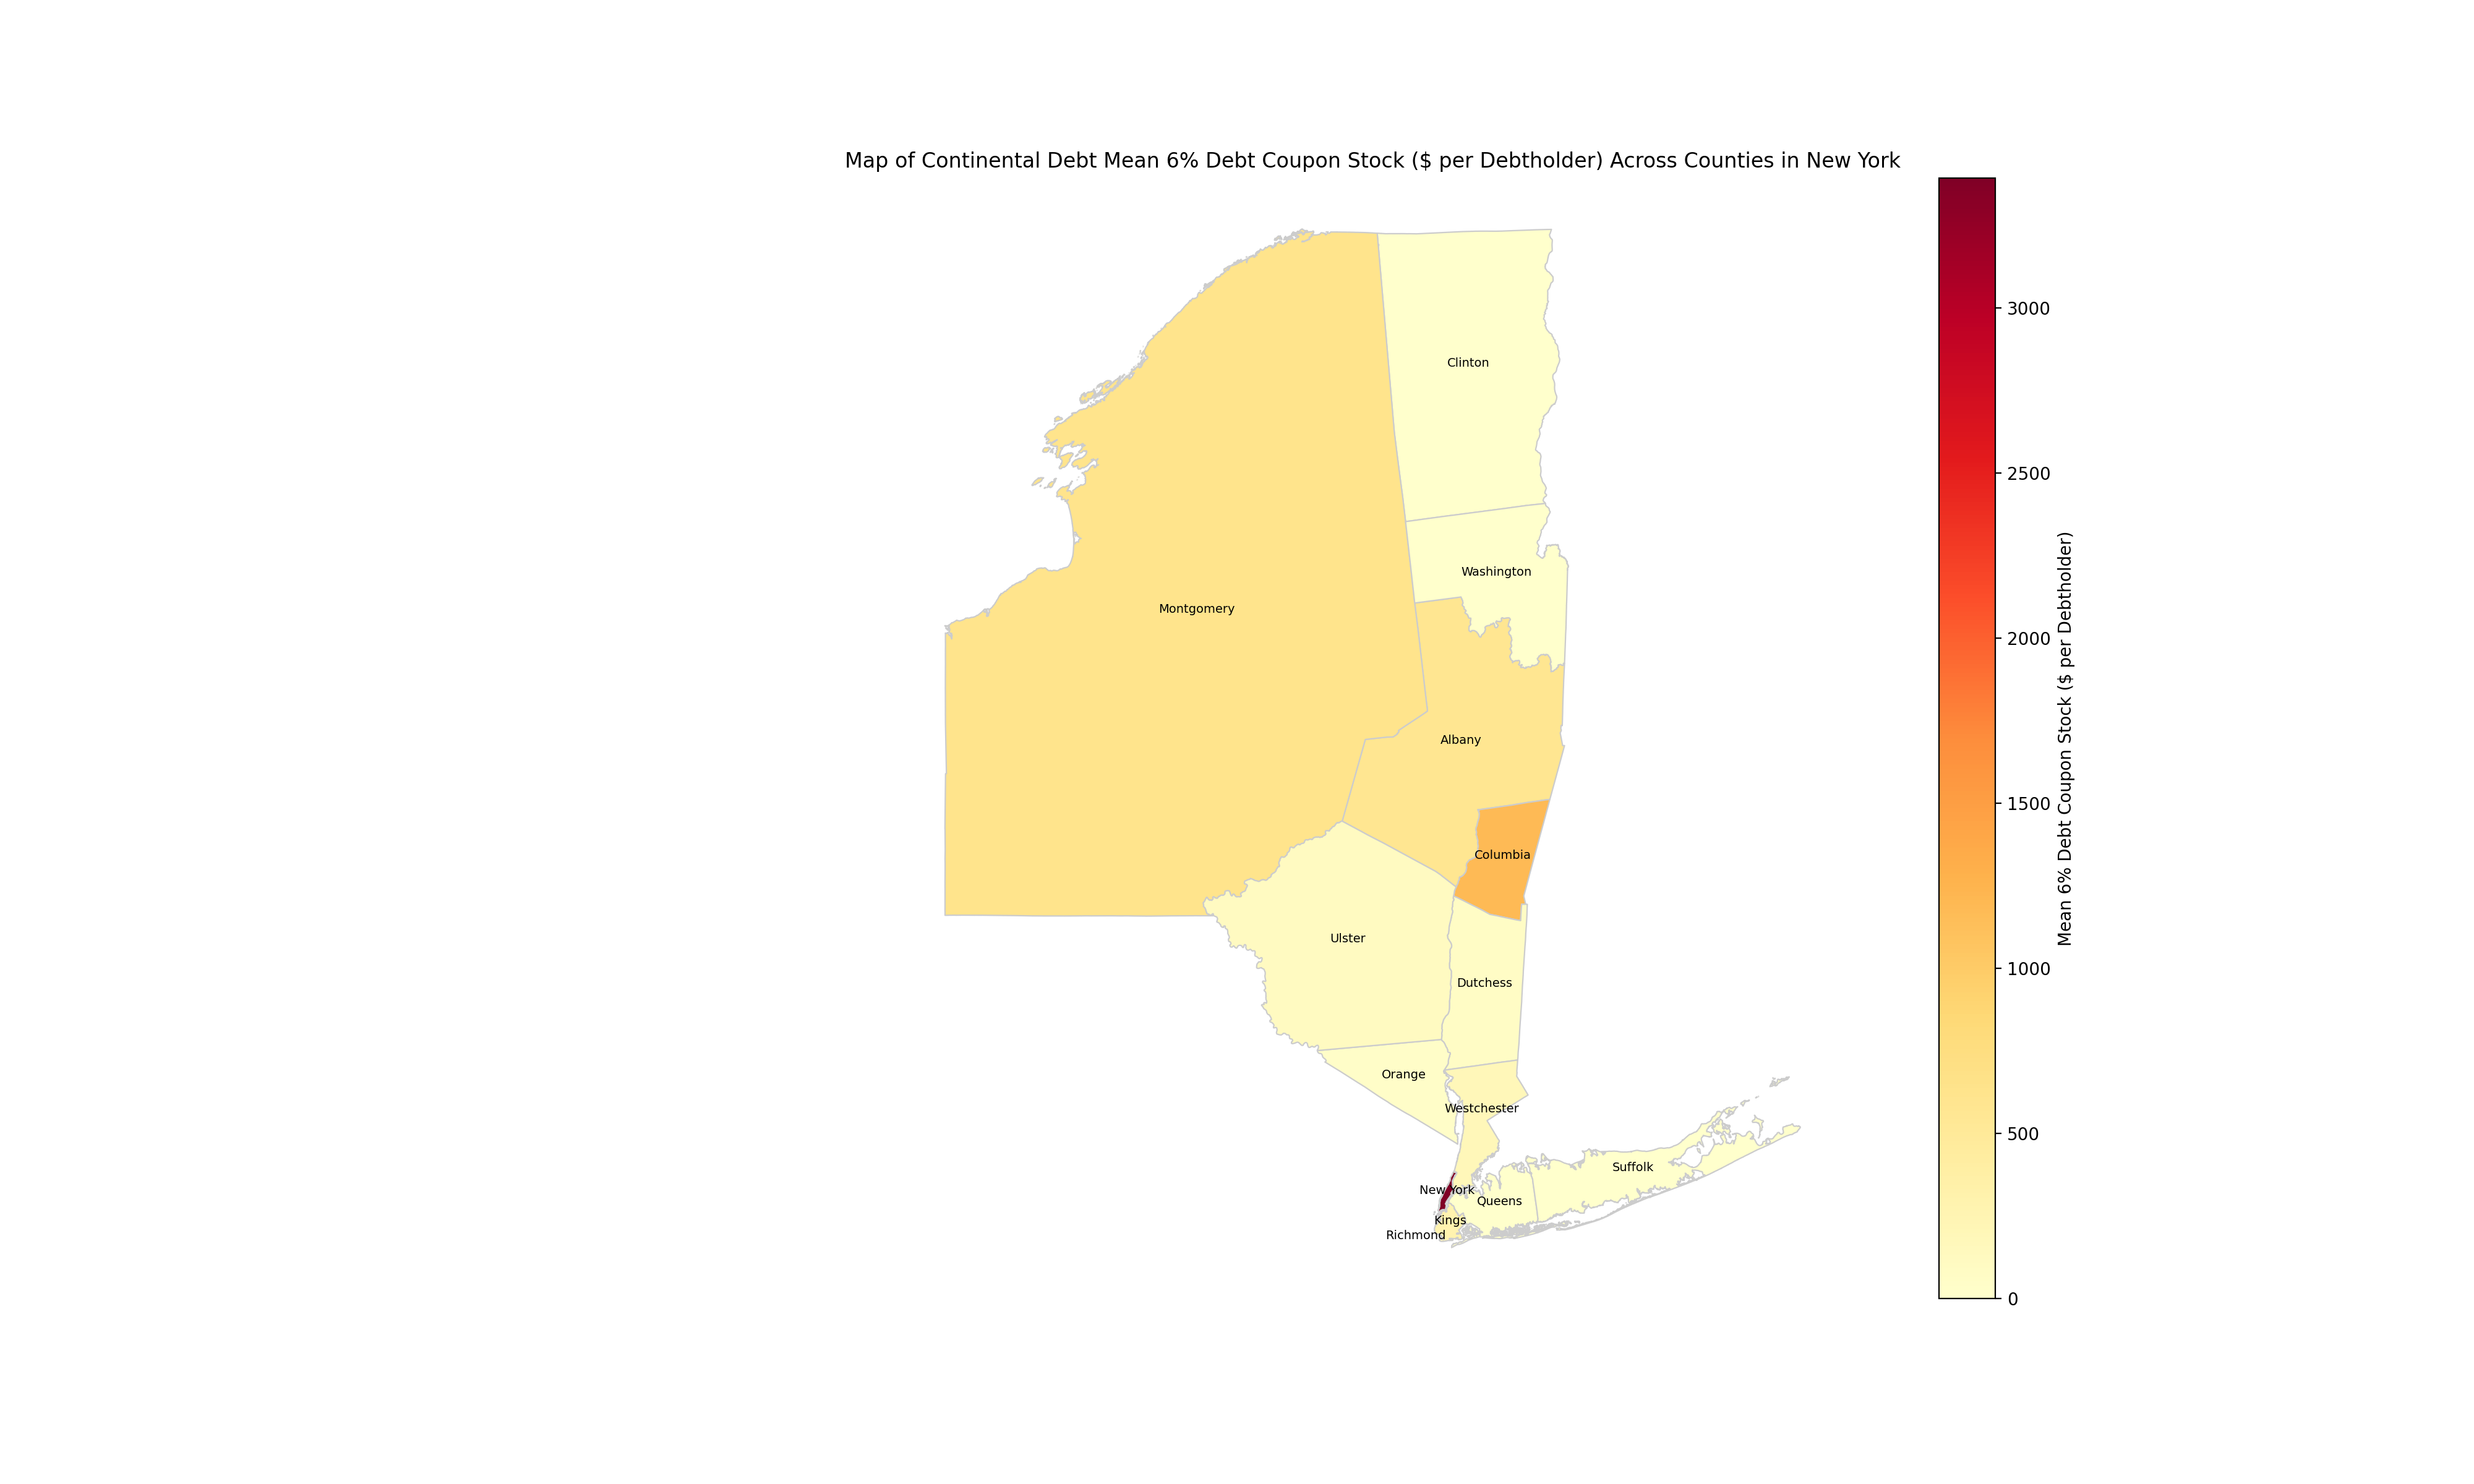 Map of Continental Debt Mean 6% Debt Coupon Stock ($ per Debtholder) Across Counties in New York
Clinton
Washington
Montgomery
Albany
Columbia
Ulster
Dutchess
Orange
Westchester
Suffolk
New York
Queens
Kings
Richmond
3000
2500
2000
1500
1000
500
0
Mean 6% Debt Coupon Stock ($ per Debtholder)